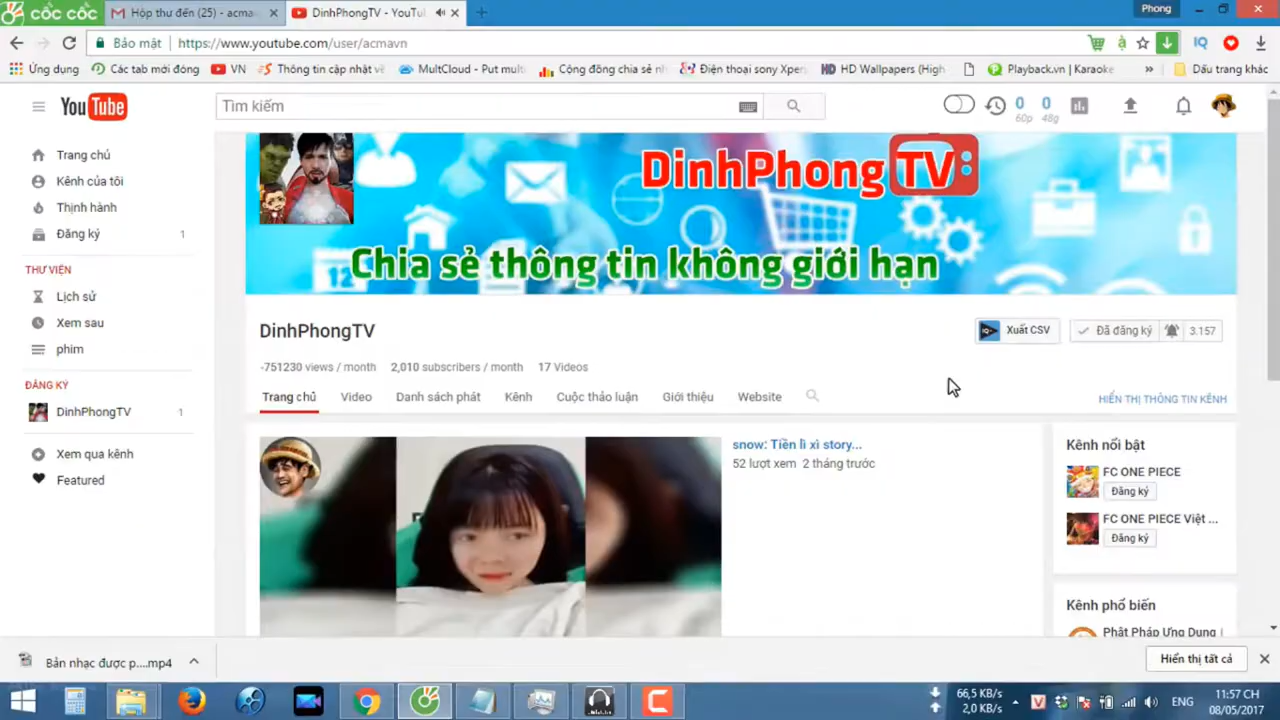 cốc cốc
Hộp thư đến (25) - acma
DinhPhongTV - YouTu
Phong
Bảo mật
https://www.youtube.com/user/acmavn
Ứng dụng
Các tab mới đóng
VN
Thông tin cập nhật về
MultCloud - Put mult
Cộng đồng chia sẻ nh
Điện thoại sony Xper
HD Wallpapers (High
Playback.vn | Karaoke
»
Dấu trang khác
YouTube
Tìm kiếm
0
60p
0
48g
Trang chủ
Kênh của tôi
Thịnh hành
Đăng ký 1
THƯ VIỆN
Lịch sử
Xem sau
phim
ĐĂNG KÝ
DinhPhongTV 1
Xem qua kênh
Featured
DinhPhong TV
Chia sẻ thông tin không giới hạn
DinhPhongTV
Xuất CSV
Đã đăng ký
3.157
-751230 views / month
2,010 subscribers / month
17 Videos
Trang chủ
Video
Danh sách phát
Kênh
Cuộc thảo luận
Giới thiệu
Website
HIỂN THỊ THÔNG TIN KÊNH
snow: Tiền lì xì story...
52 lượt xem 2 tháng trước
Kênh nổi bật
FC ONE PIECE
Đăng ký
FC ONE PIECE Việt ...
Đăng ký
Kênh phổ biến
Phật Pháp Ứng Dụng
Bản nhạc được p....mp4
Hiển thị tất cả
66,5 KB/s
2,0 KB/s
ENG
11:57 CH
08/05/2017